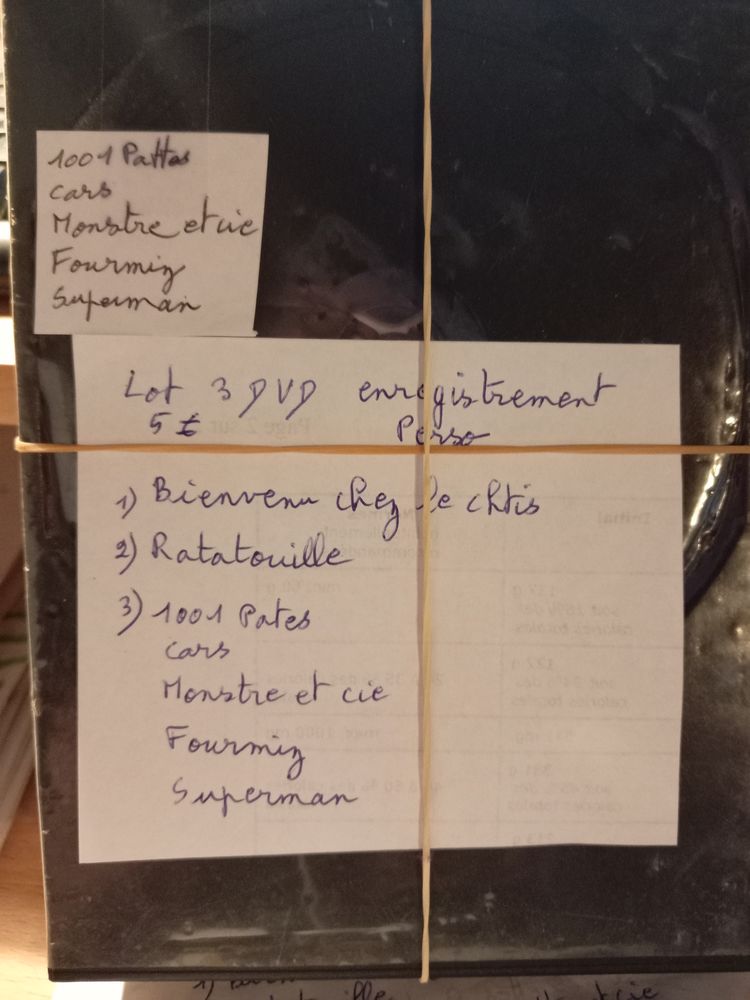 1001 Pattes
cars
Monstre et cie
Fourmiz
Superman
Lot 3 DVD enregistrement
5 € Perso
1) Bienvenu chez le chtis
2) Ratatouille
3) 1001 Pates
cars
Monstre et cie
Fourmiz
Superman